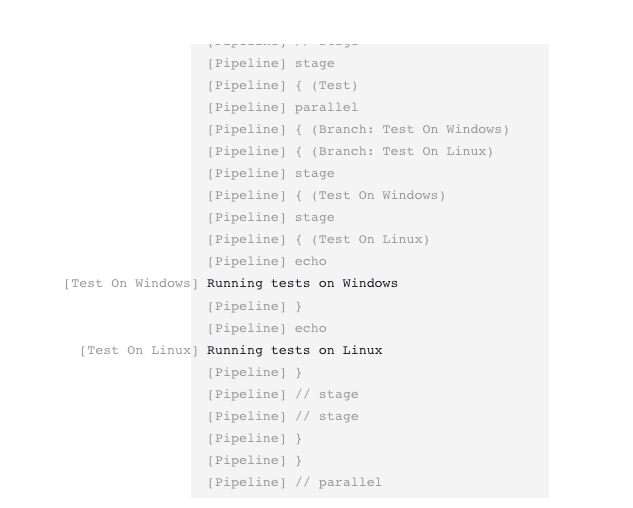 [Pipeline] // stage
[Pipeline] stage
[Pipeline] { (Test)
[Pipeline] parallel
[Pipeline] { (Branch: Test On Windows)
[Pipeline] { (Branch: Test On Linux)
[Pipeline] stage
[Pipeline] { (Test On Windows)
[Pipeline] stage
[Pipeline] { (Test On Linux)
[Pipeline] echo
[Test On Windows] Running tests on Windows
[Pipeline] }
[Pipeline] echo
[Test On Linux] Running tests on Linux
[Pipeline] }
[Pipeline] // stage
[Pipeline] // stage
[Pipeline] }
[Pipeline] }
[Pipeline] // parallel